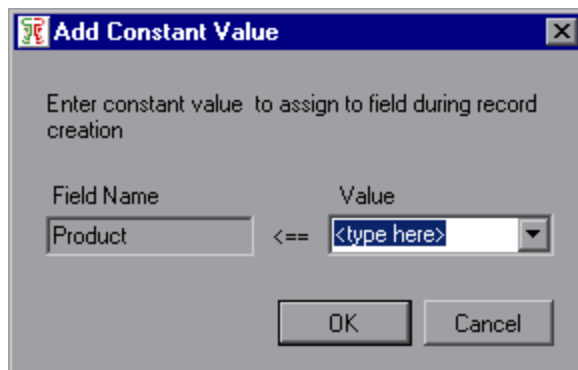 Add Constant Value
Enter constant value to assign to field during record
creation
Field Name Value
Product <== <type here>
OK Cancel